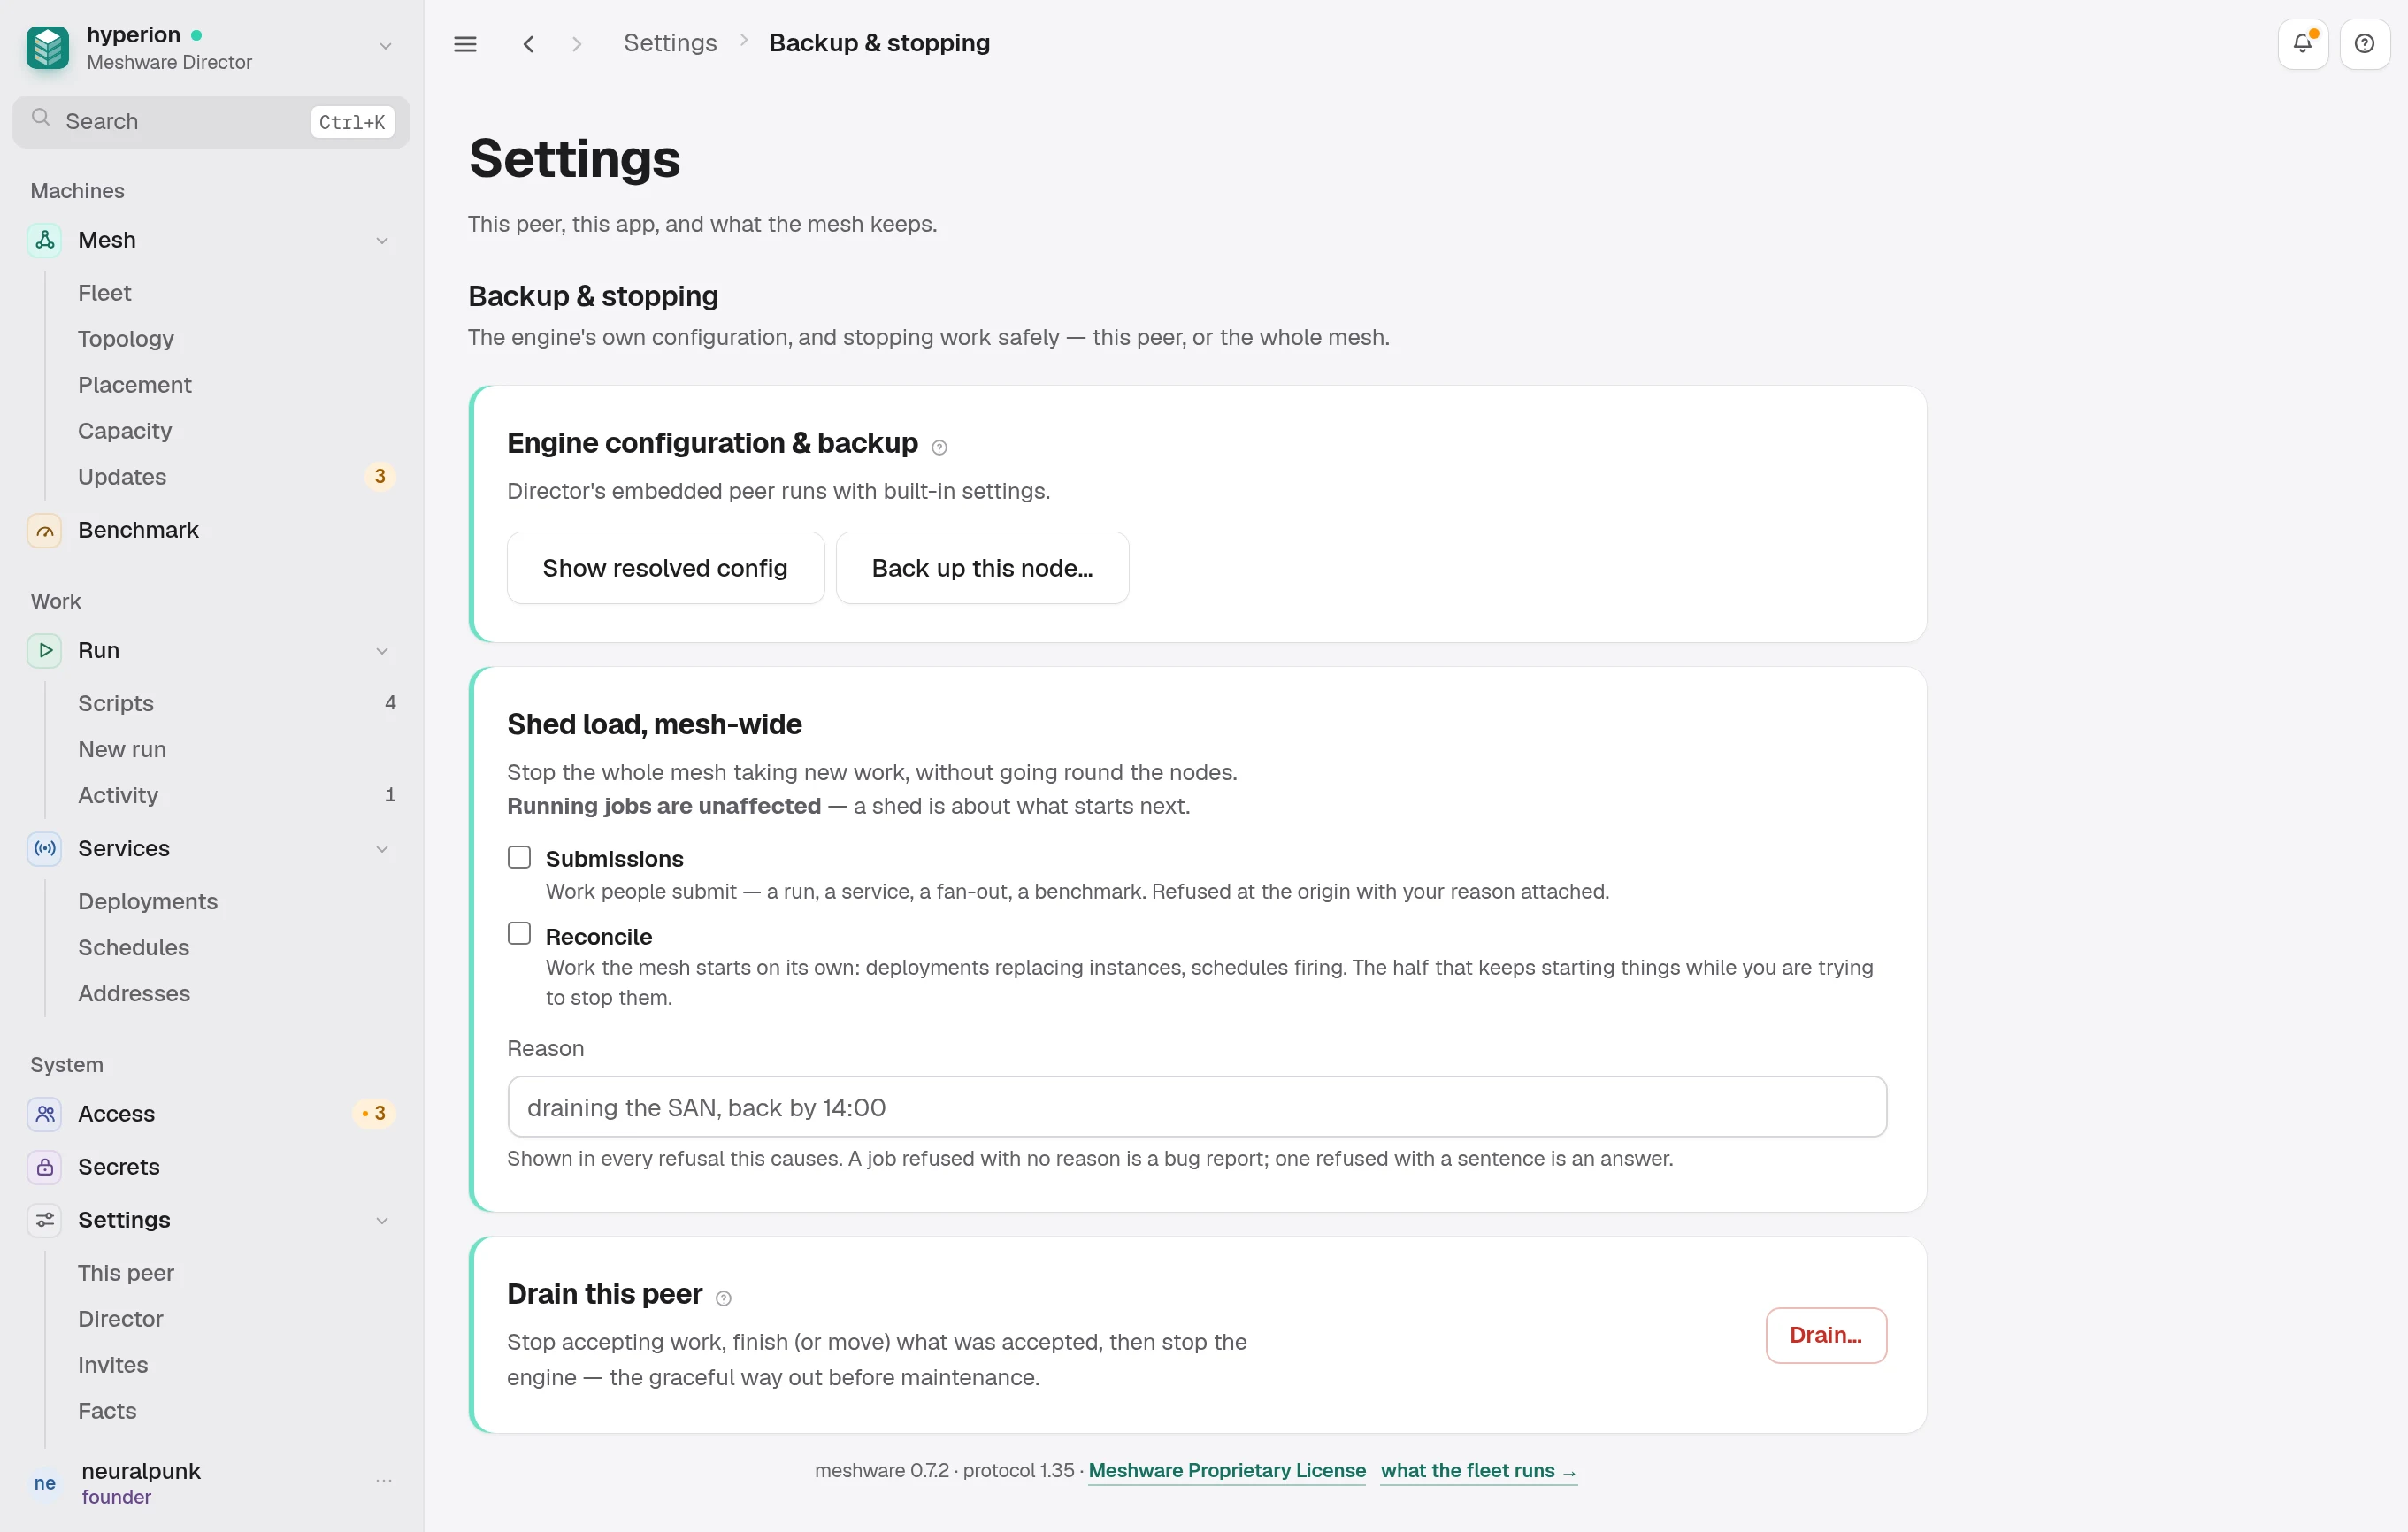 hyperion
Meshware Director
Search
Ctrl+K
Machines
Mesh
Fleet
Topology
Placement
Capacity
Updates 3
Benchmark
Work
Run
Scripts 4
New run
Activity 1
Services
Deployments
Schedules
Addresses
System
Access 3
Secrets
Settings
This peer
Director
Invites
Facts
ne
neuralpunk
founder
Settings > Backup & stopping
Settings
This peer, this app, and what the mesh keeps.
Backup & stopping
The engine's own configuration, and stopping work safely — this peer, or the whole mesh.
Engine configuration & backup
Director's embedded peer runs with built-in settings.
Show resolved config
Back up this node...
Shed load, mesh-wide
Stop the whole mesh taking new work, without going round the nodes.
Running jobs are unaffected — a shed is about what starts next.
Submissions
Work people submit — a run, a service, a fan-out, a benchmark. Refused at the origin with your reason attached.
Reconcile
Work the mesh starts on its own: deployments replacing instances, schedules firing. The half that keeps starting things while you are trying
to stop them.
Reason
draining the SAN, back by 14:00
Shown in every refusal this causes. A job refused with no reason is a bug report; one refused with a sentence is an answer.
Drain this peer
Stop accepting work, finish (or move) what was accepted, then stop the
engine — the graceful way out before maintenance.
Drain...
meshware 0.7.2 · protocol 1.35 · Meshware Proprietary License what the fleet runs →